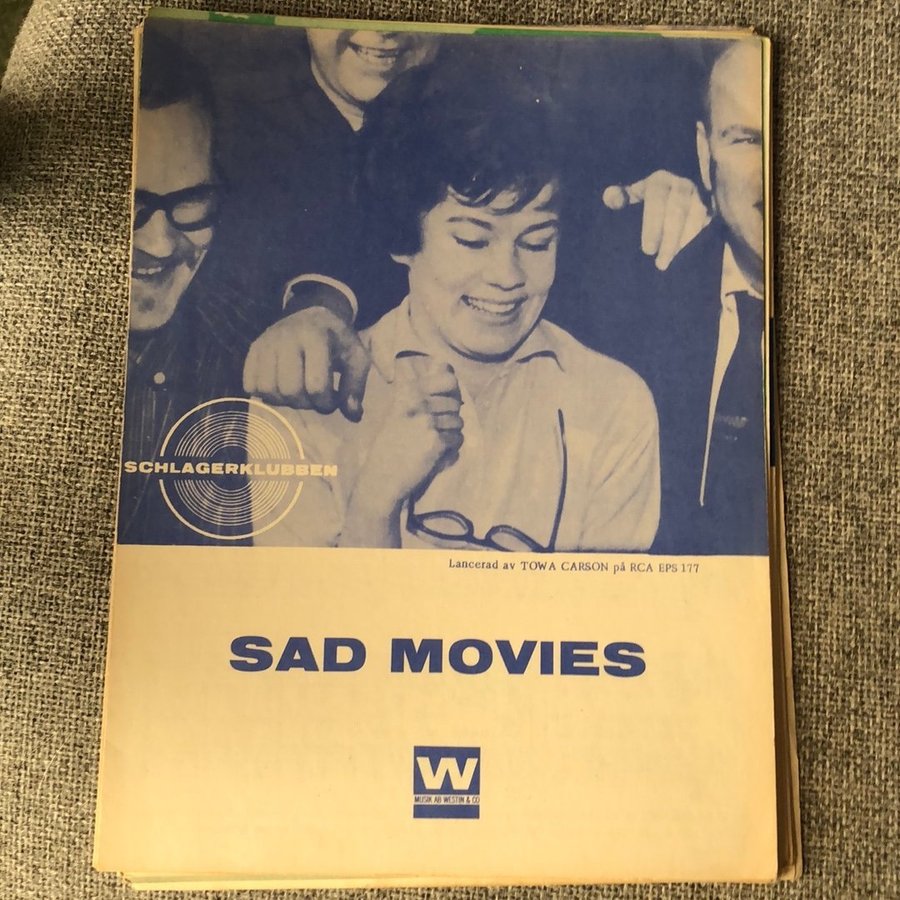 SCHLAGERKLUBBEN
Lancerad av TOWA CARSON på RCA EPS 177
SAD MOVIES
W
MUSIK AB WESTIN & CO